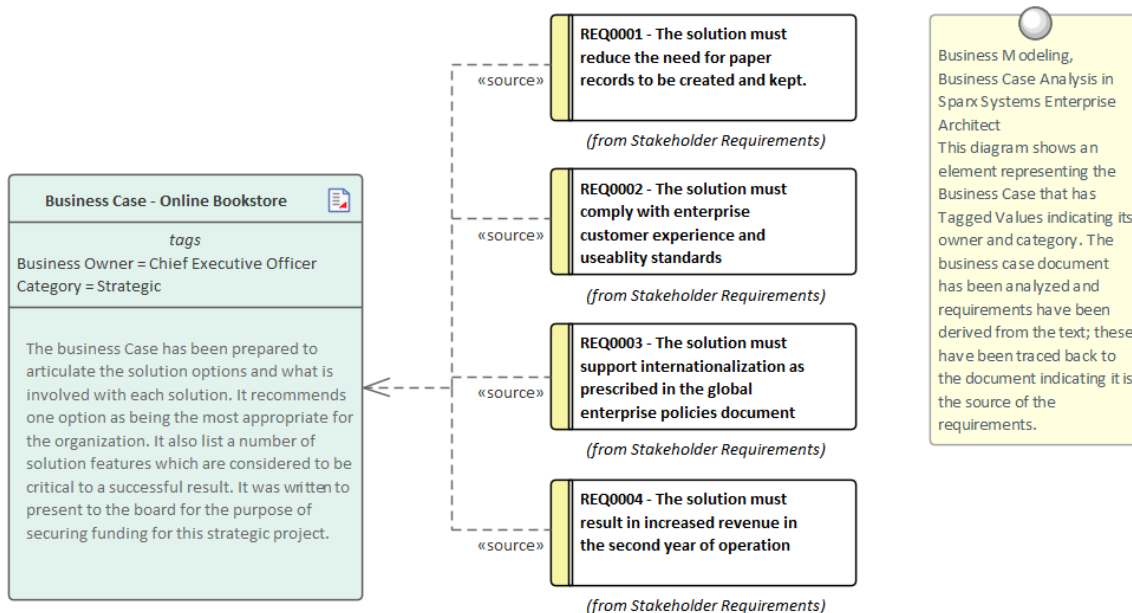 Business Case - Online Bookstore
tags
Business Owner = Chief Executive Officer
Category = Strategic
The business Case has been prepared to
articulate the solution options and what is
involved with each solution. It recommends
one option as being the most appropriate for
the organization. It also list a number of
solution features which are considered to be
critical to a successful result. It was written to
present to the board for the purpose of
securing funding for this strategic project.
«source»
REQ0001 - The solution must
reduce the need for paper
records to be created and kept.
(from Stakeholder Requirements)
«source»
REQ0002 - The solution must
comply with enterprise
customer experience and
useablity standards
(from Stakeholder Requirements)
«source»
REQ0003 - The solution must
support internationalization as
prescribed in the global
enterprise policies document
(from Stakeholder Requirements)
«source»
REQ0004 - The solution must
result in increased revenue in
the second year of operation
(from Stakeholder Requirements)
Business Modeling,
Business Case Analysis in
Sparx Systems Enterprise
Architect
This diagram shows an
element representing the
Business Case that has
Tagged Values indicating its
owner and category. The
business case document
has been analyzed and
requirements have been
derived from the text; these
have been traced back to
the document indicating it is
the source of the
requirements.